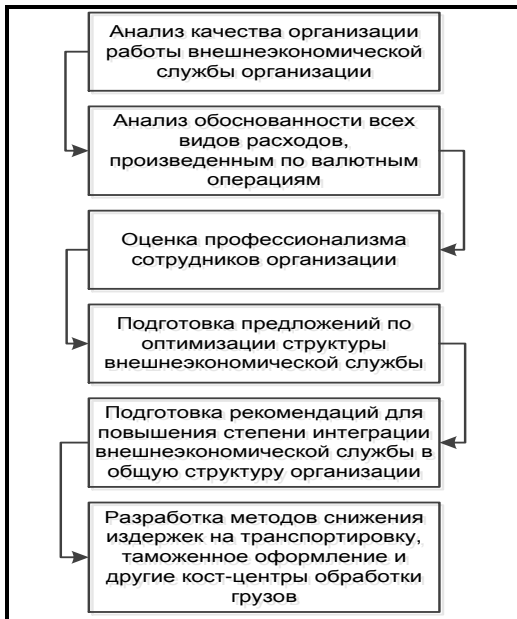 Анализ качества организации
работы внешнеэкономической
службы организации
Анализ обоснованности всех
видов расходов,
произведенным по валютным
операциям
Оценка профессионализма
сотрудников организации
Подготовка предложений по
оптимизации структуры
внешнеэкономической службы
Подготовка рекомендаций для
повышения степени интеграции
внешнеэкономической службы в
общую структуру организации
Разработка методов снижения
издержек на транспортировку,
таможенное оформление и
другие кост-центры обработки
грузов